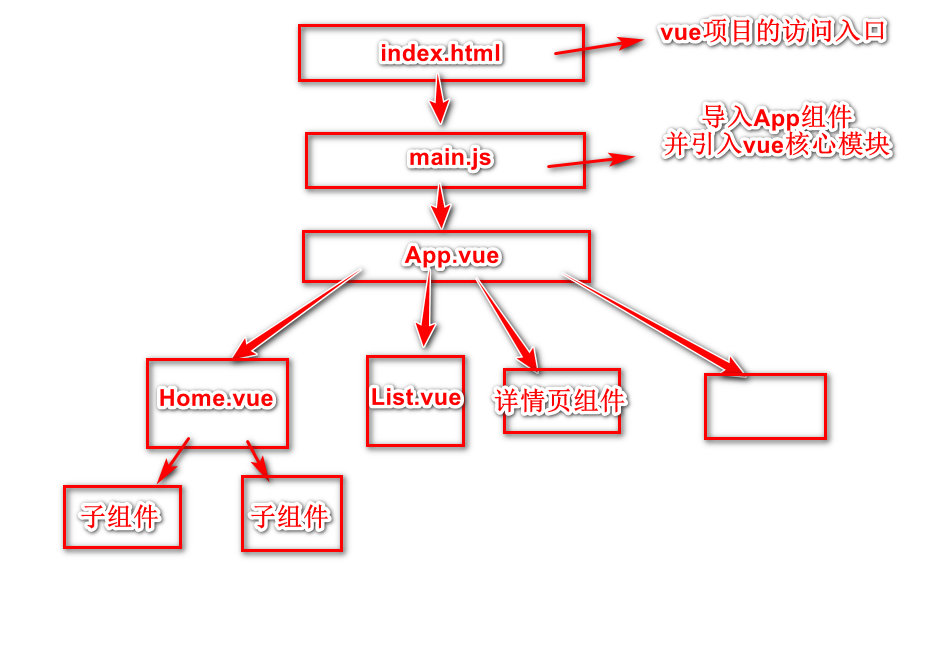 index.html
vue项目的访问入口
main.js
导入App组件
并引入vue核心模块
App.vue
Home.vue
List.vue
详情页组件
子组件
子组件